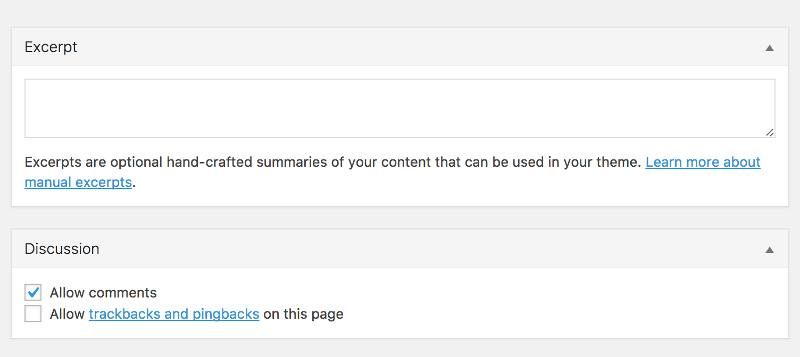 Excerpt
Excerpts are optional hand-crafted summaries of your content that can be used in your theme. Learn more about
manual excerpts.
Discussion
Allow comments
Allow trackbacks and pingbacks on this page